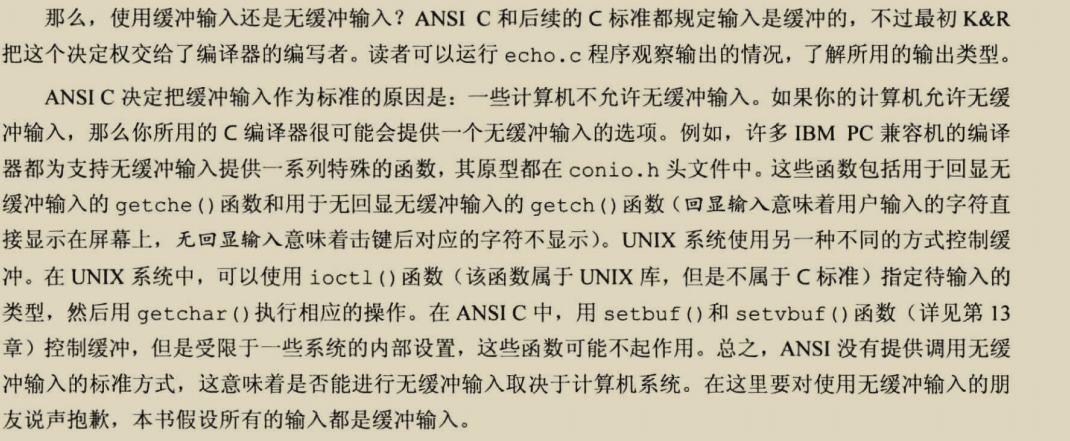 那么，使用缓冲输入还是无缓冲输入？ANSI C 和后续的 C 标准都规定输入是缓冲的，不过最初 K&R
把这个决定权交给了编译器的编写者。读者可以运行 echo.c 程序观察输出的情况，了解所用的输出类型。
ANSI C 决定把缓冲输入作为标准的原因是：一些计算机不允许无缓冲输入。如果你的计算机允许无缓
冲输入，那么你所用的 C 编译器很可能会提供一个无缓冲输入的选项。例如，许多 IBM PC 兼容机的编译
器都为支持无缓冲输入提供一系列特殊的函数，其原型都在 conio.h 头文件中。这些函数包括用于回显无
缓冲输入的 getche()函数和用于无回显无缓冲输入的 getch()函数（回显输入意味着用户输入的字符直
接显示在屏幕上，无回显输入意味着击键后对应的字符不显示）。UNIX 系统使用另一种不同的方式控制缓
冲。在 UNIX 系统中，可以使用 ioctl()函数（该函数属于 UNIX 库，但是不属于 C 标准）指定待输入的
类型，然后用 getchar()执行相应的操作。在 ANSI C 中，用 setbuf()和 setvbuf()函数（详见第 13
章）控制缓冲，但是受限于一些系统的内部设置，这些函数可能不起作用。总之，ANSI 没有提供调用无缓
冲输入的标准方式，这意味着是否能进行无缓冲输入取决于计算机系统。在这里要对使用无缓冲输入的朋
友说声抱歉，本书假设所有的输入都是缓冲输入。